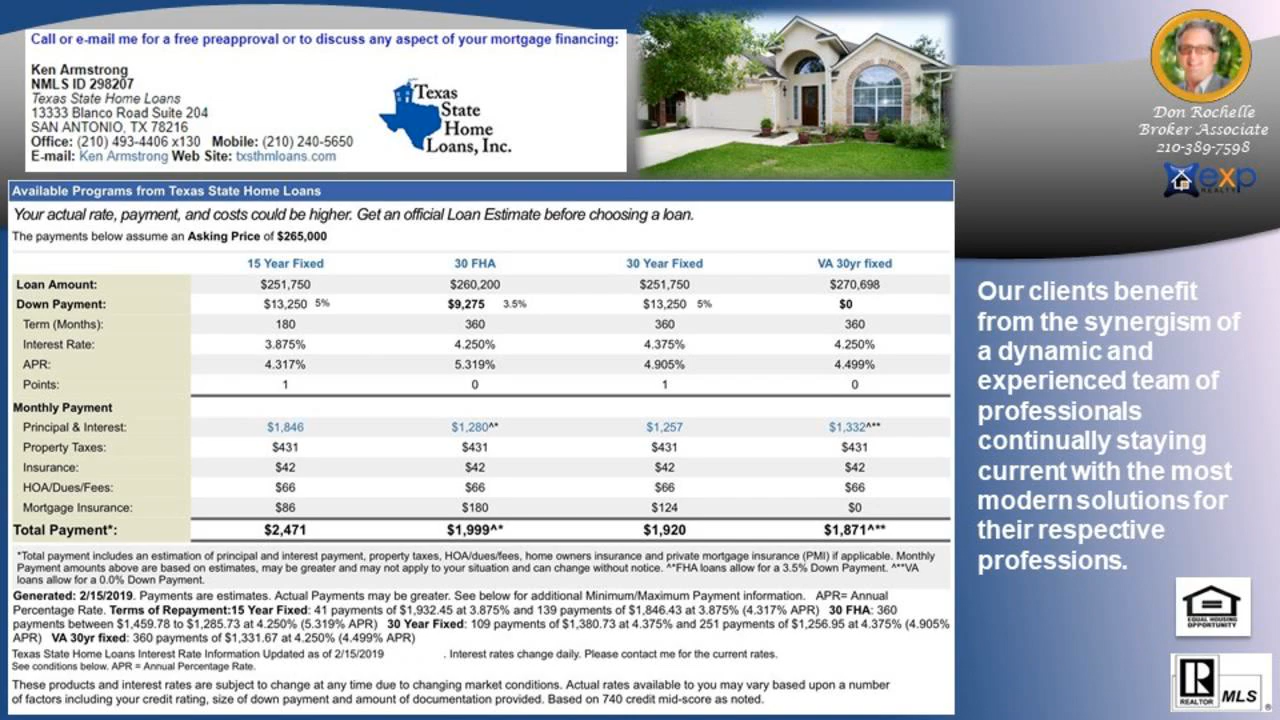 Call or e-mail me for a free preapproval or to discuss any aspect of your mortgage financing:
Ken Armstrong
NMLS ID 298207
Texas State Home Loans
13333 Blanco Road Suite 204
SAN ANTONIO, TX 78216
Office: (210) 493-4406 x130 Mobile: (210) 240-5650
E-mail: Ken Armstrong Web Site: txsthmloans.com
Texas
State
Home
Loans, Inc.
Don Rochelle
Broker Associate
210-389-7598
exp
REALTY
Available Programs from Texas State Home Loans
Your actual rate, payment, and costs could be higher. Get an official Loan Estimate before choosing a loan.
The payments below assume an Asking Price of $265,000
15 Year Fixed 30 FHA 30 Year Fixed VA 30yr fixed
Loan Amount: $251,750 $260,200 $251,750 $270,698
Down Payment: $13,250 5% $9,275 3.5% $13,250 5% $0
Term (Months): 180 360 360 360
Interest Rate: 3.875% 4.250% 4.375% 4.250%
APR: 4.317% 5.319% 4.905% 4.499%
Points: 1 0 1 0
Monthly Payment
Principal & Interest: $1,846 $1,280^* $1,257 $1,332^**
Property Taxes: $431 $431 $431 $431
Insurance: $42 $42 $42 $42
HOA/Dues/Fees: $66 $66 $66 $66
Mortgage Insurance: $86 $180 $124 $0
Total Payment*: $2,471 $1,999^* $1,920 $1,871^**
*Total payment includes an estimation of principal and interest payment, property taxes, HOA/dues/fees, home owners insurance and private mortgage insurance (PMI) if applicable. Monthly
Payment amounts above are based on estimates, may be greater and may not apply to your situation and can change without notice. ^*FHA loans allow for a 3.5% Down Payment. ^**VA
loans allow for a 0.0% Down Payment.
Generated: 2/15/2019. Payments are estimates. Actual Payments may be greater. See below for additional Minimum/Maximum Payment information. APR= Annual
Percentage Rate. Terms of Repayment:15 Year Fixed: 41 payments of $1,932.45 at 3.875% and 139 payments of $1,846.43 at 3.875% (4.317% APR) 30 FHA: 360
payments between $1,459.78 to $1,285.73 at 4.250% (5.319% APR) 30 Year Fixed: 109 payments of $1,380.73 at 4.375% and 251 payments of $1,256.95 at 4.375% (4.905%
APR) VA 30yr fixed: 360 payments of $1,331.67 at 4.250% (4.499% APR)
Texas State Home Loans Interest Rate Information Updated as of 2/15/2019 . Interest rates change daily. Please contact me for the current rates.
See conditions below. APR = Annual Percentage Rate.
These products and interest rates are subject to change at any time due to changing market conditions. Actual rates available to you may vary based upon a number
of factors including your credit rating, size of down payment and amount of documentation provided. Based on 740 credit mid-score as noted.
Our clients benefit
from the synergism of
a dynamic and
experienced team of
professionals
continually staying
current with the most
modern solutions for
their respective
professions.
EQUAL HOUSING
OPPORTUNITY
R
REALTOR
MLS
®